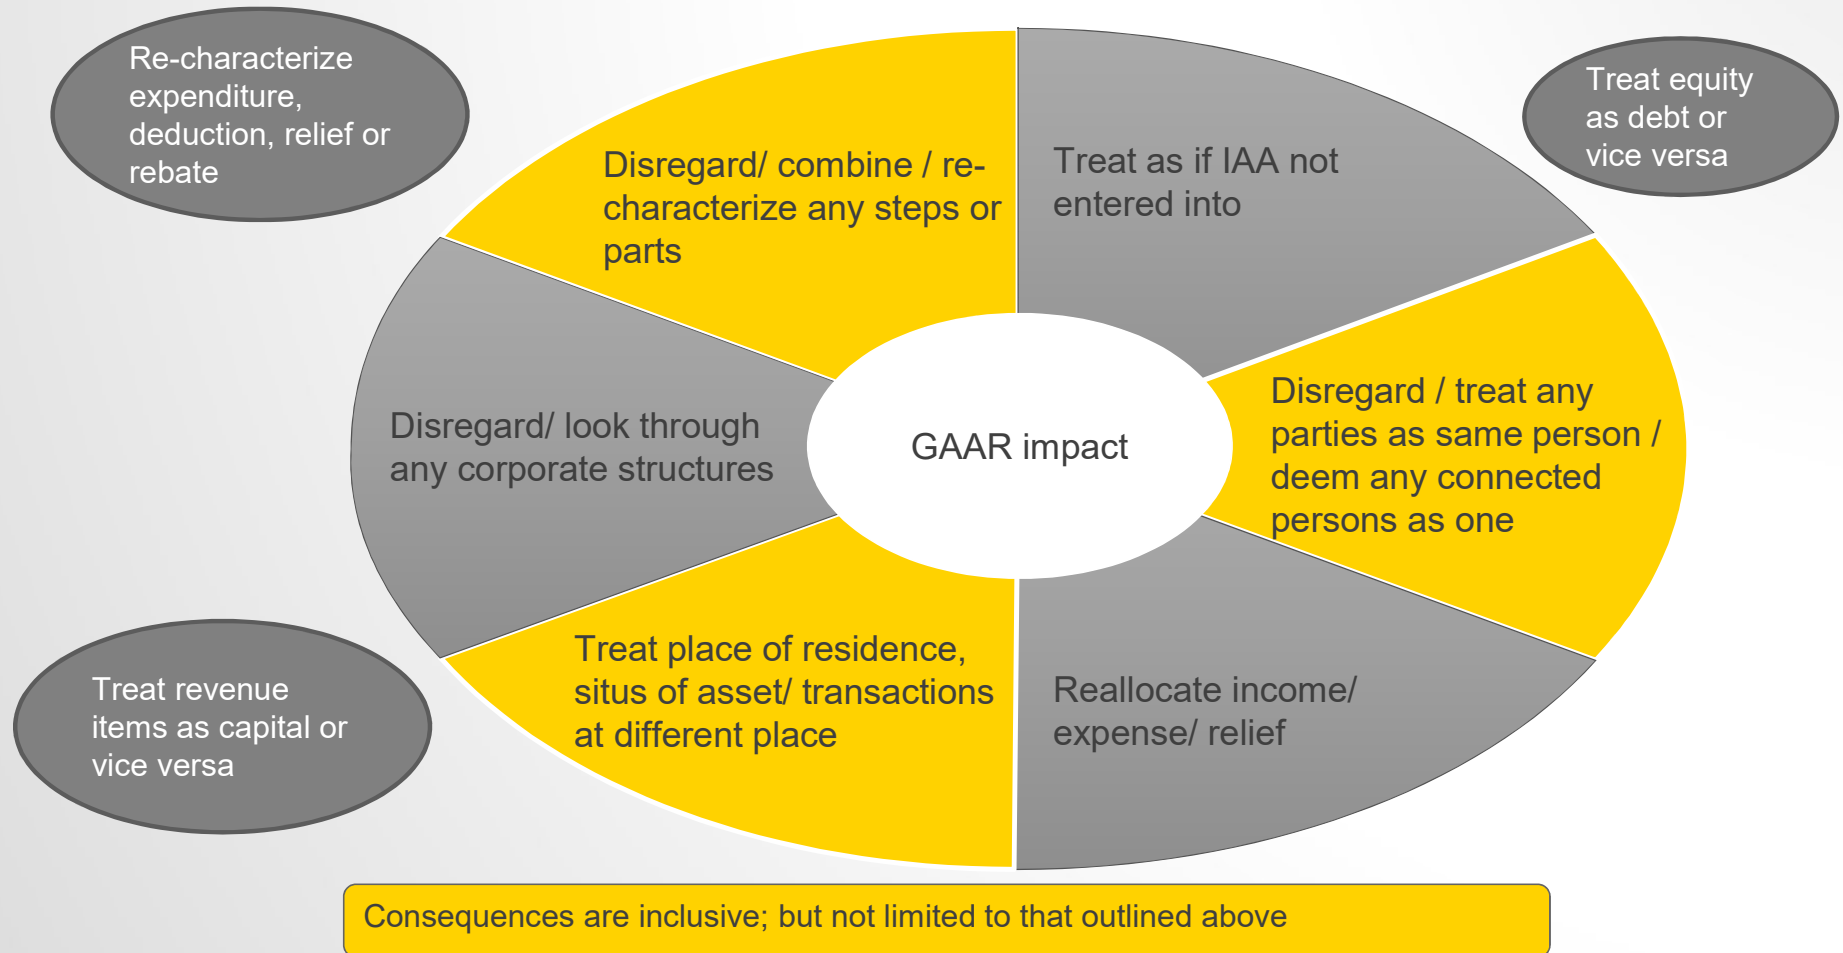 Re-characterize
expenditure,
deduction, relief or
rebate
Treat equity
as debt or
vice versa
Disregard/ combine / re-
characterize any steps or
parts
Treat as if IAA not
entered into
Disregard/ look through
any corporate structures
GAAR impact
Disregard / treat any
parties as same person /
deem any connected
persons as one
Treat place of residence,
situs of asset/ transactions
at different place
Reallocate income/
expense/ relief
Treat revenue
items as capital or
vice versa
Consequences are inclusive; but not limited to that outlined above